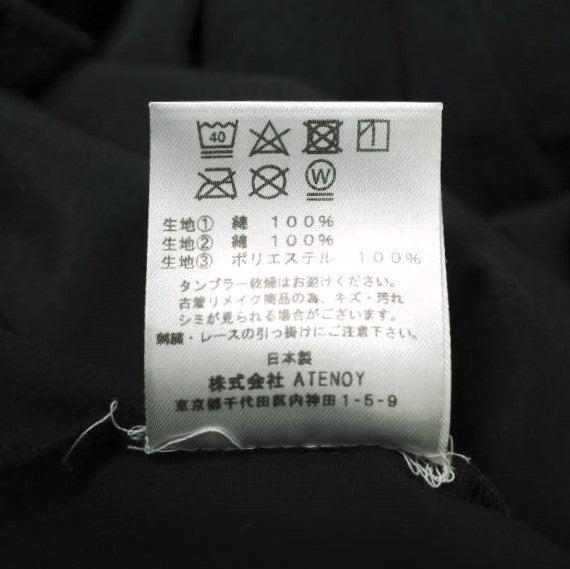 40
W
生地① 綿 100%
生地② 綿 100%
生地③ ポリエステル 100%
タンブラー乾燥はお避けください。
古着リメイク商品の為、キズ・汚れ
シミが見られる場合がございます。
刺繍・レースの引っ掛けにご注意下さい。
日本製
株式会社 ATENOY
東京都千代田区内神田1-5-9